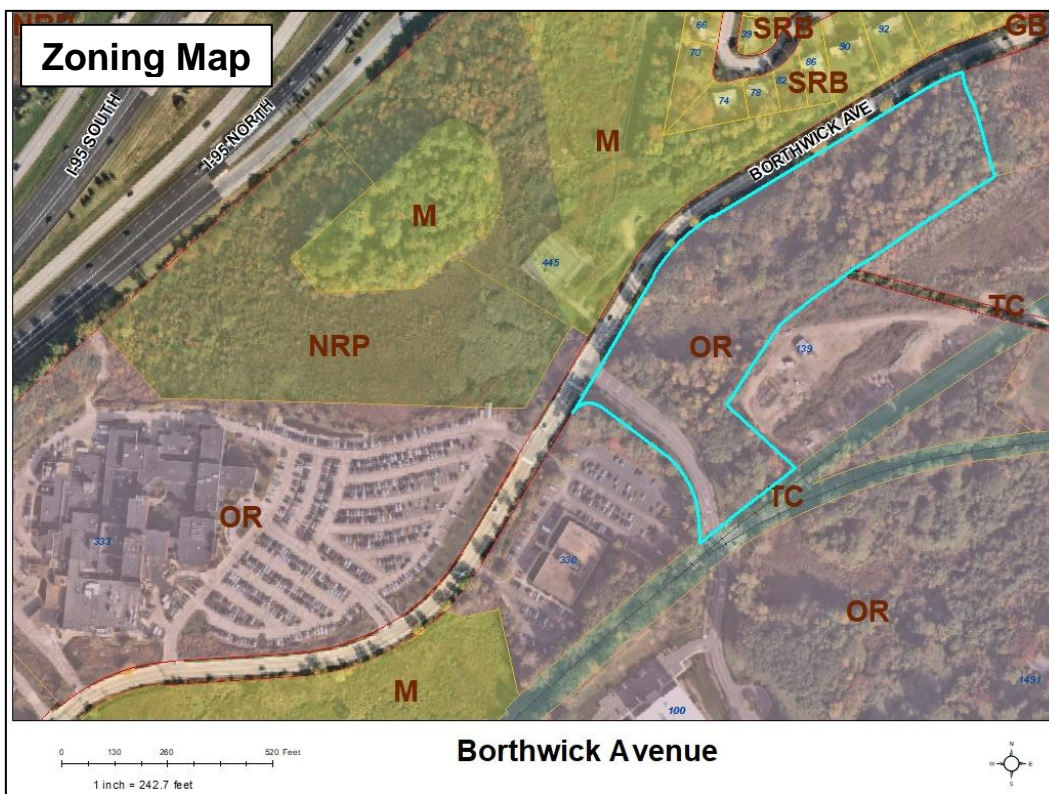 Zoning Map
NRP
I-95 SOUTH
I-95 NORTH
66
39
SRB
GB
70
90
92
86
82
SRB
78
74
M
BORTHWICK AVE
M
445
NRP
OR
TC
139
OR
333
TC
330
OR
M
100
1491
0 130 260 520 Feet
1 inch = 242.7 feet
Borthwick Avenue
N
W E
S